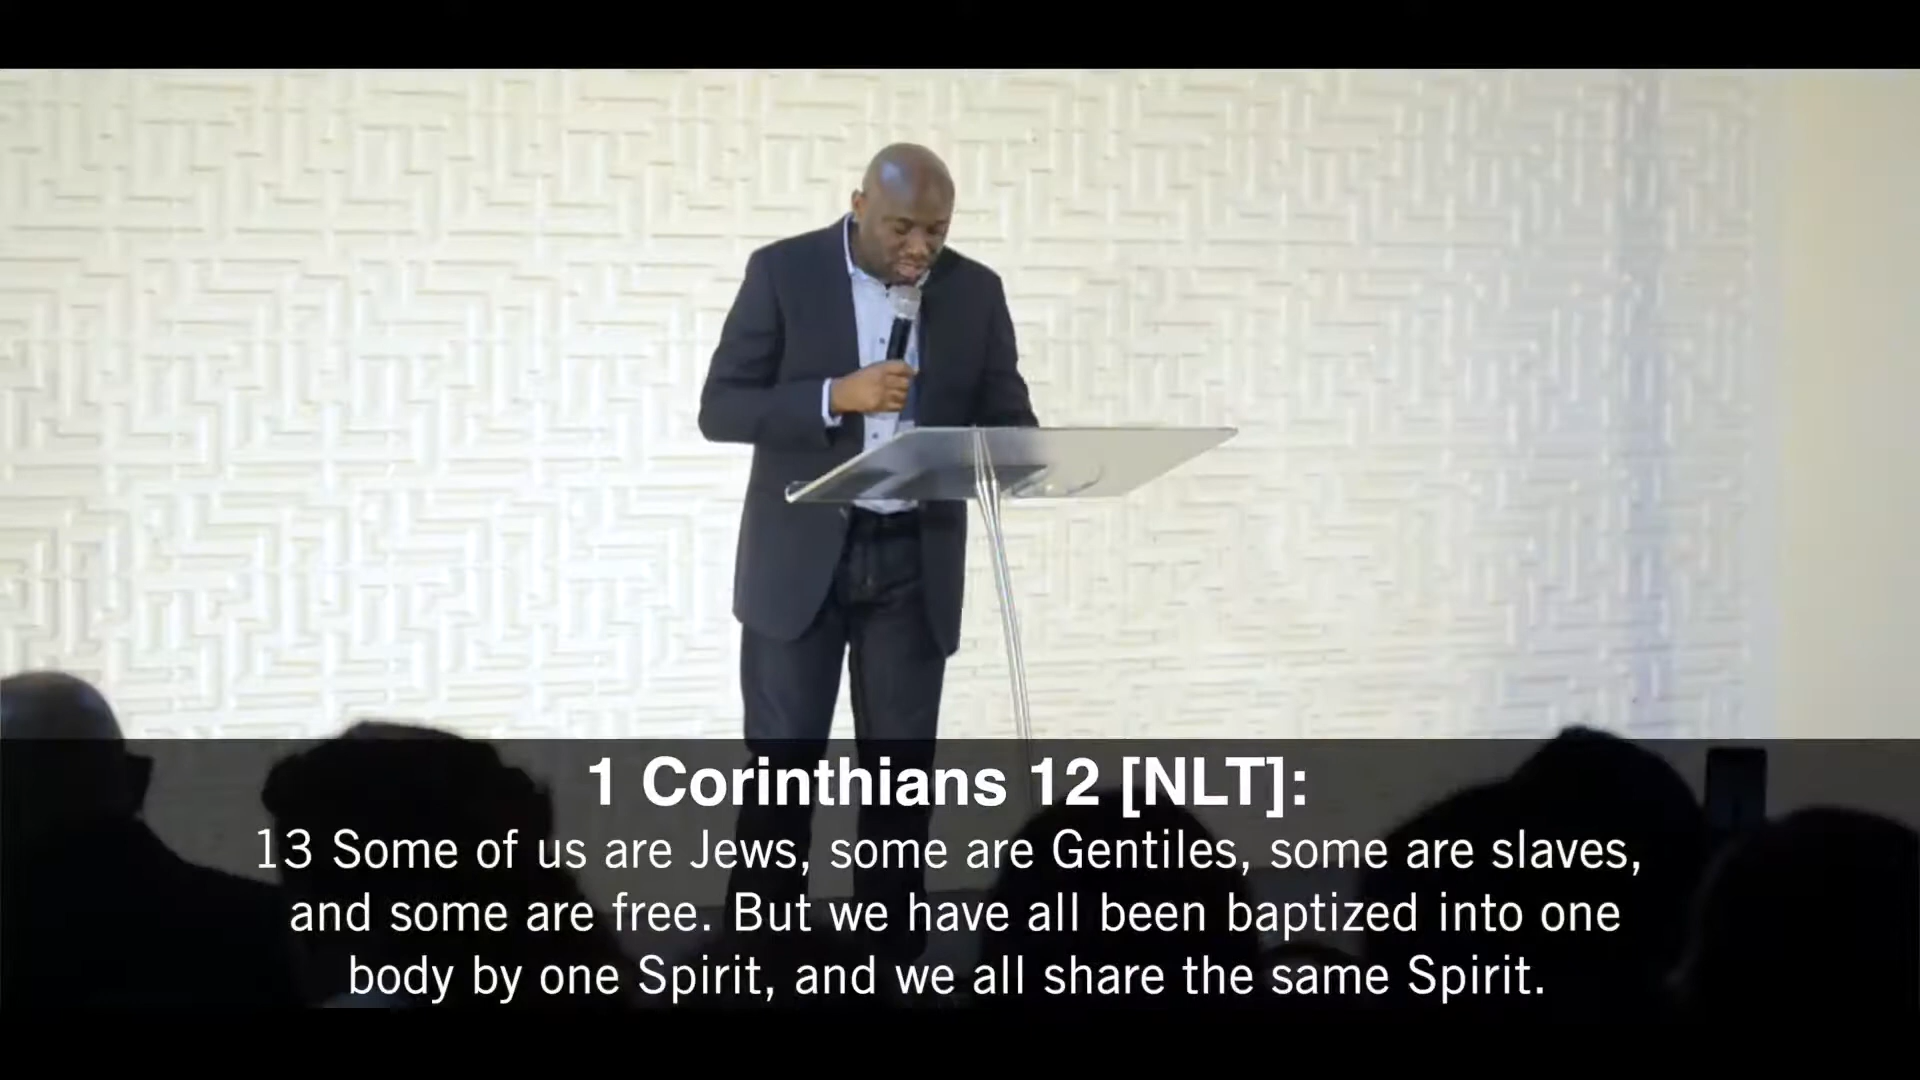 1 Corinthians 12 [NLT]:
13 Some of us are Jews, some are Gentiles, some are slaves,
and some are free. But we have all been baptized into one
body by one Spirit, and we all share the same Spirit.